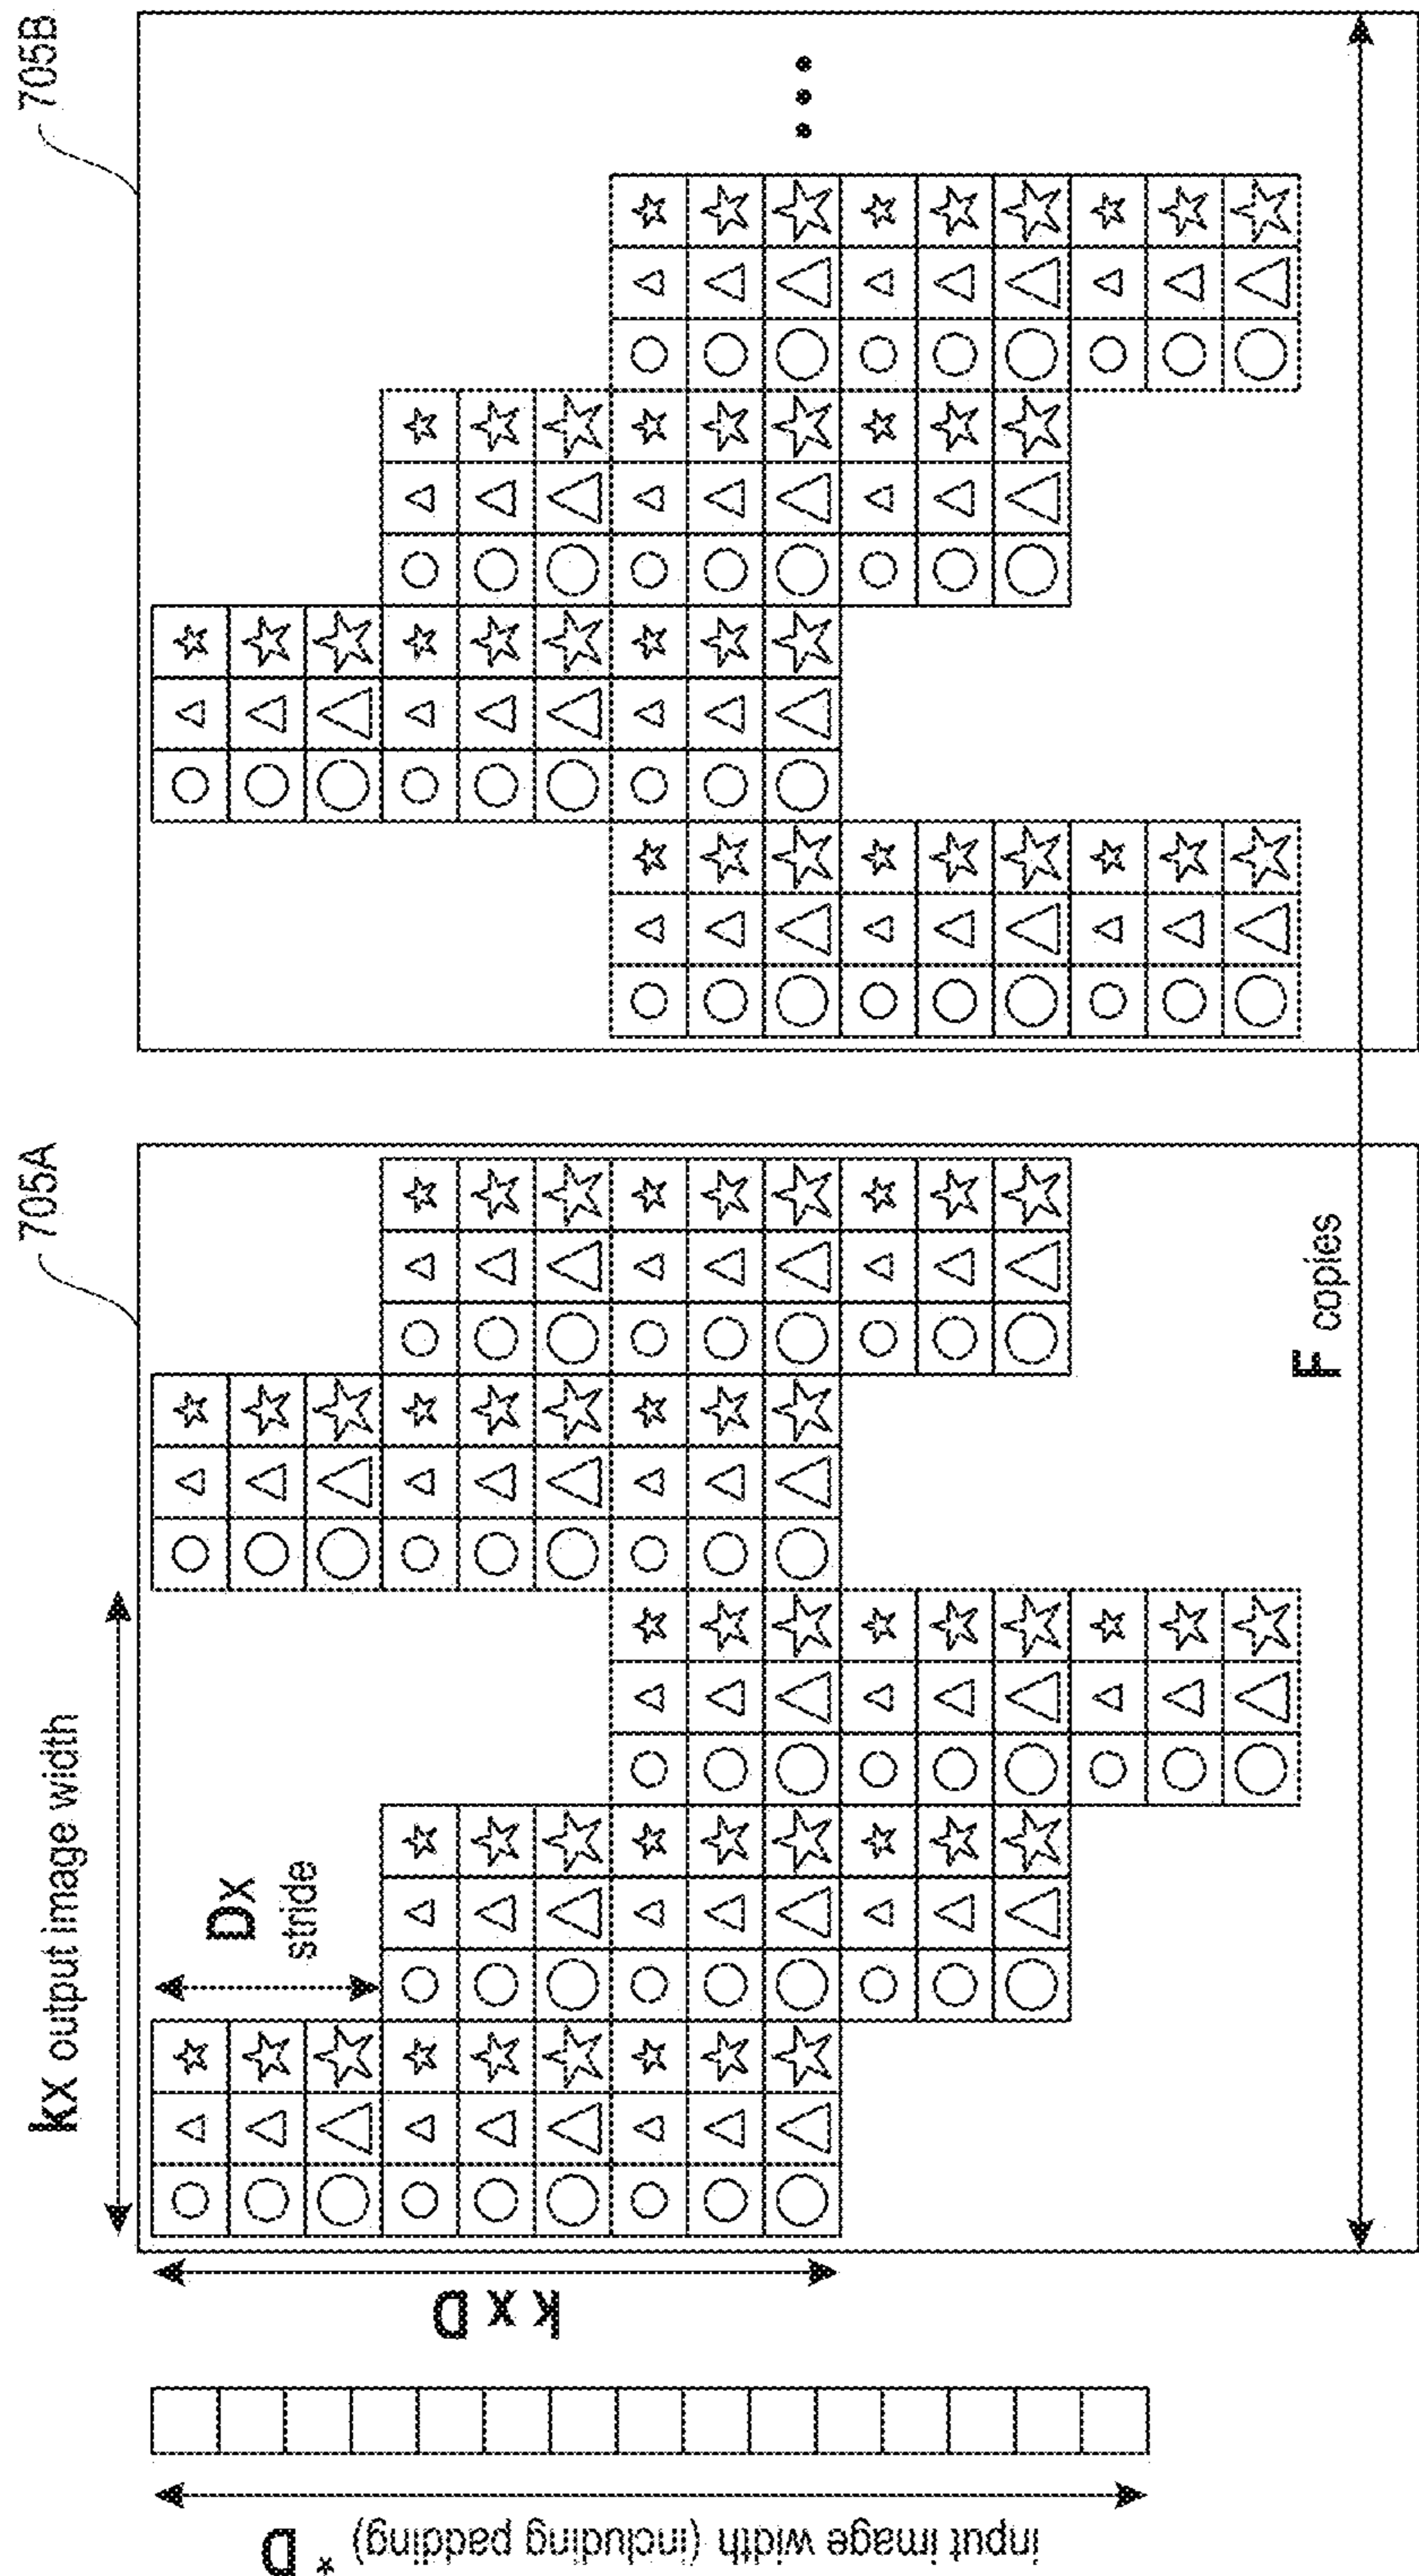 705A
705B
kx output image width
Dx
stride
k x D
input image width (including padding) * D
F copies